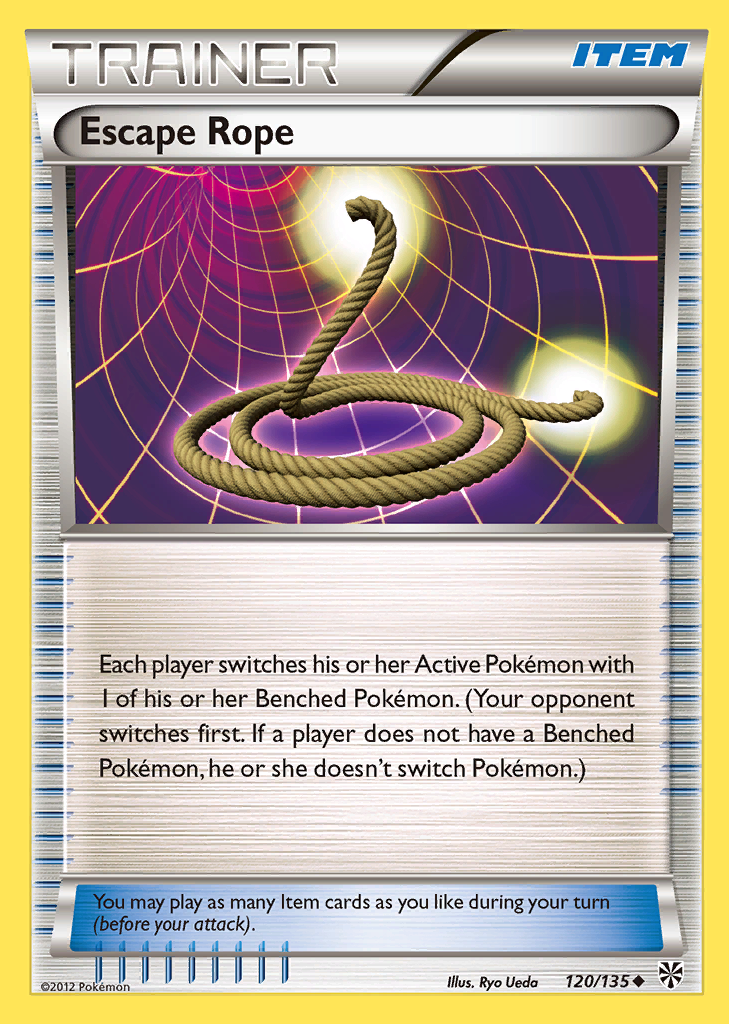 TRAINER
ITEM
Escape Rope
Each player switches his or her Active Pokémon with
1 of his or her Benched Pokémon. (Your opponent
switches first. If a player does not have a Benched
Pokémon, he or she doesn't switch Pokémon.)
You may play as many Item cards as you like during your turn
(before your attack).
©2012 Pokémon
Illus. Ryo Ueda
120/135